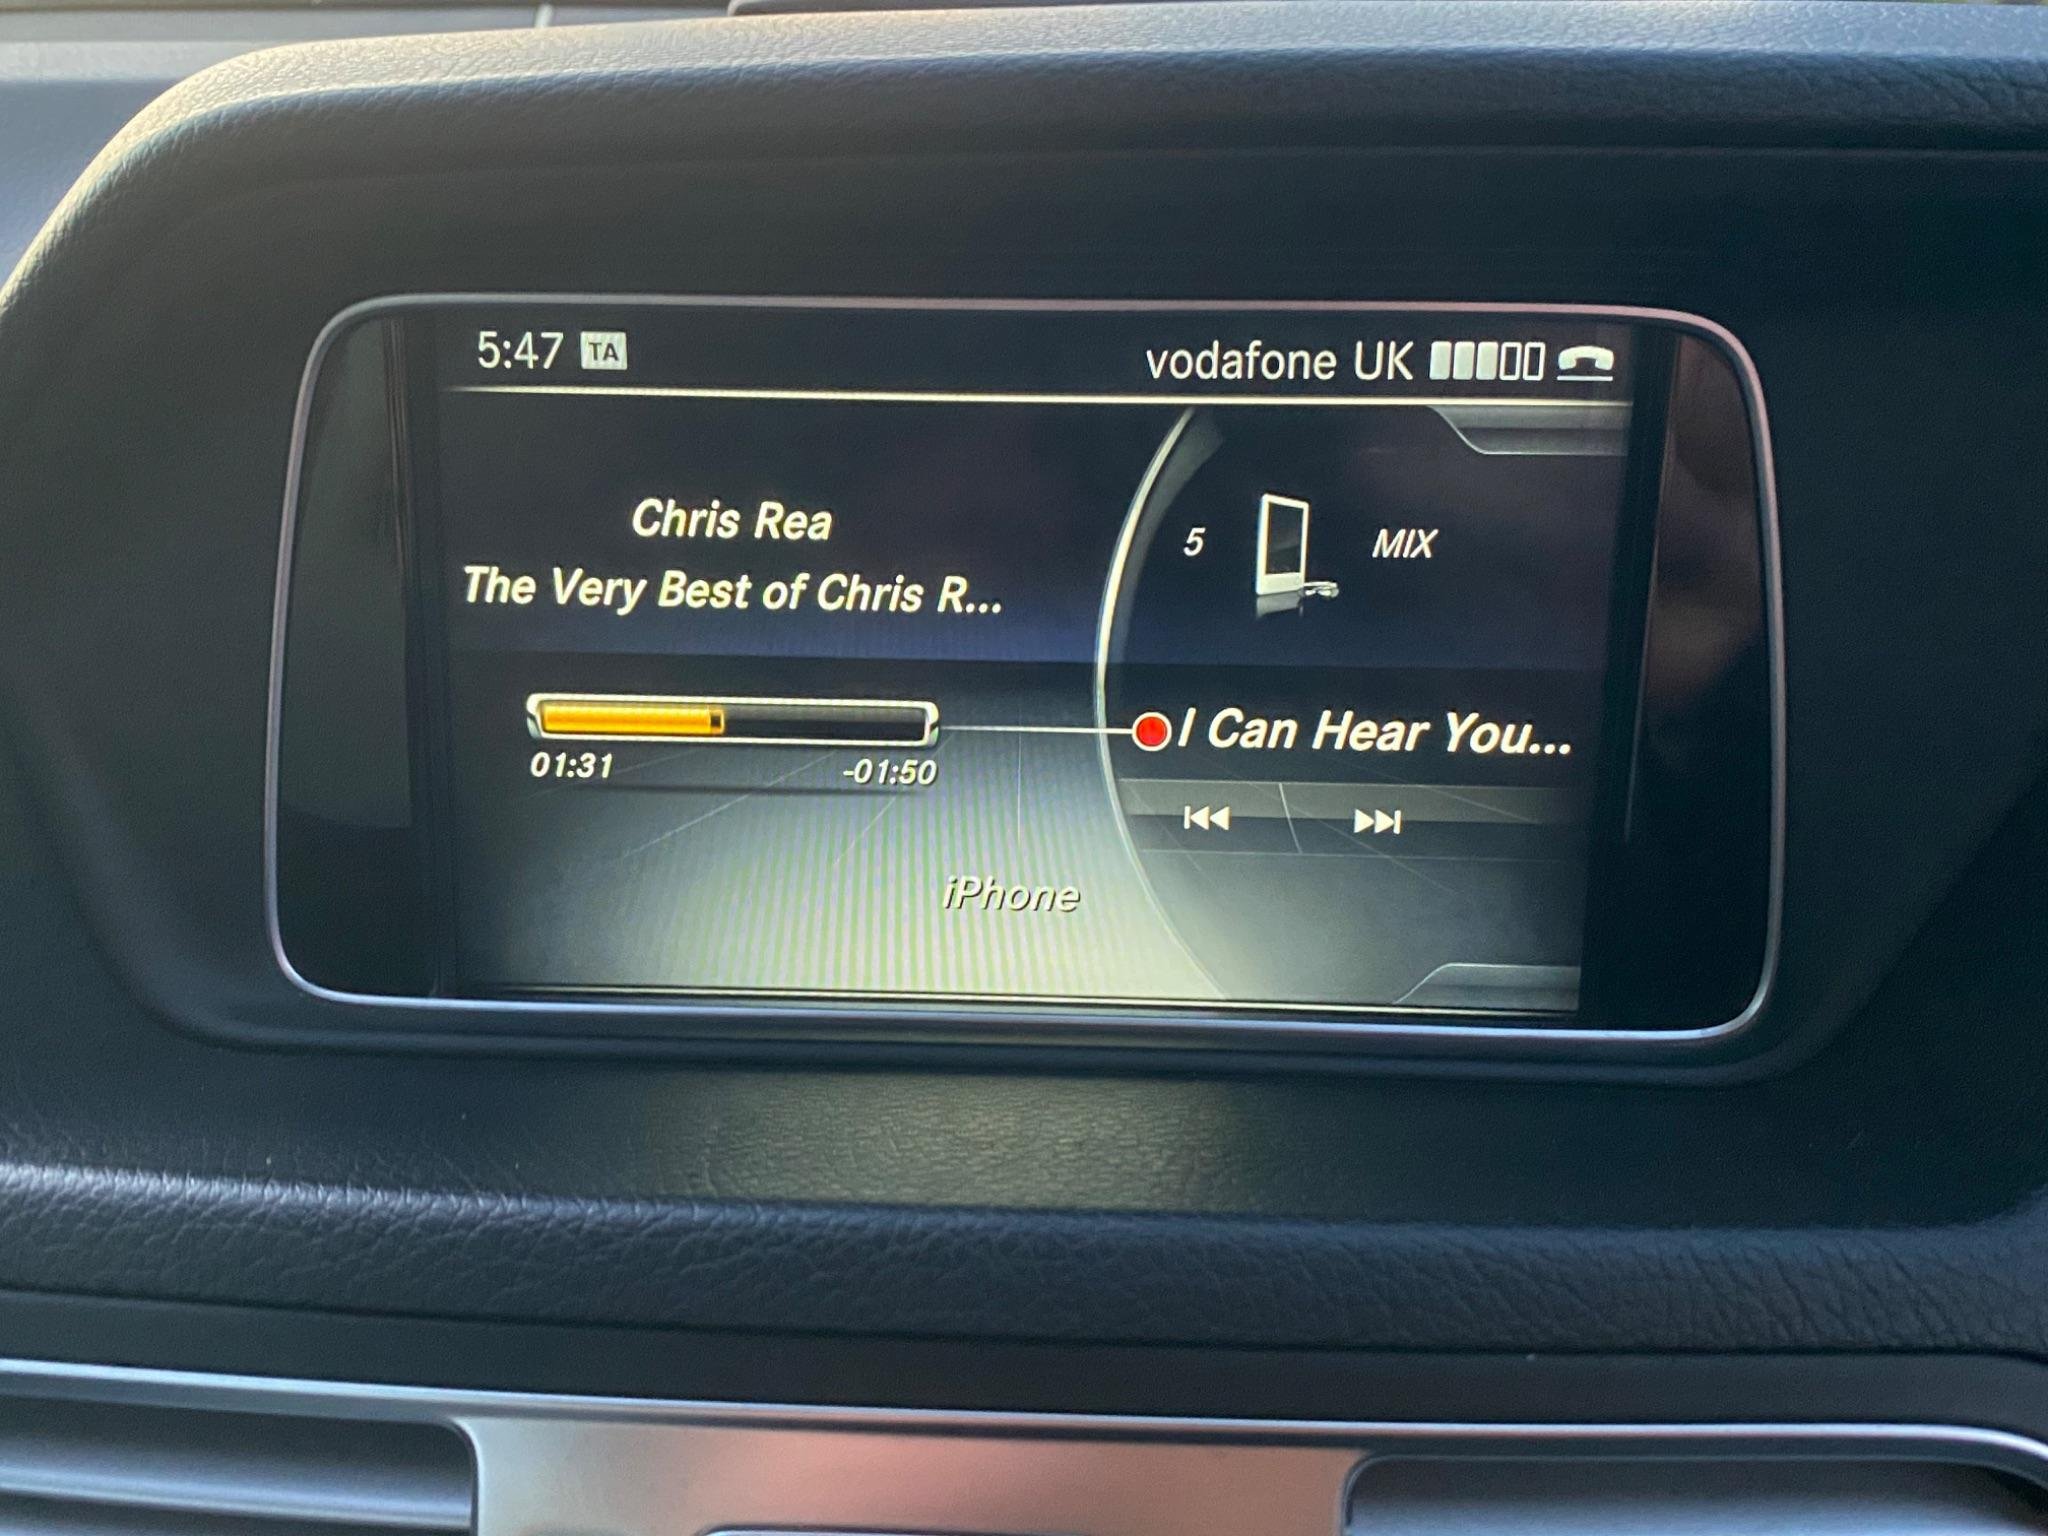 5:47 TA vodafone UK
Chris Rea
The Very Best of Chris R...
5 MIX
01:31 -01:50
I Can Hear You...
iPhone